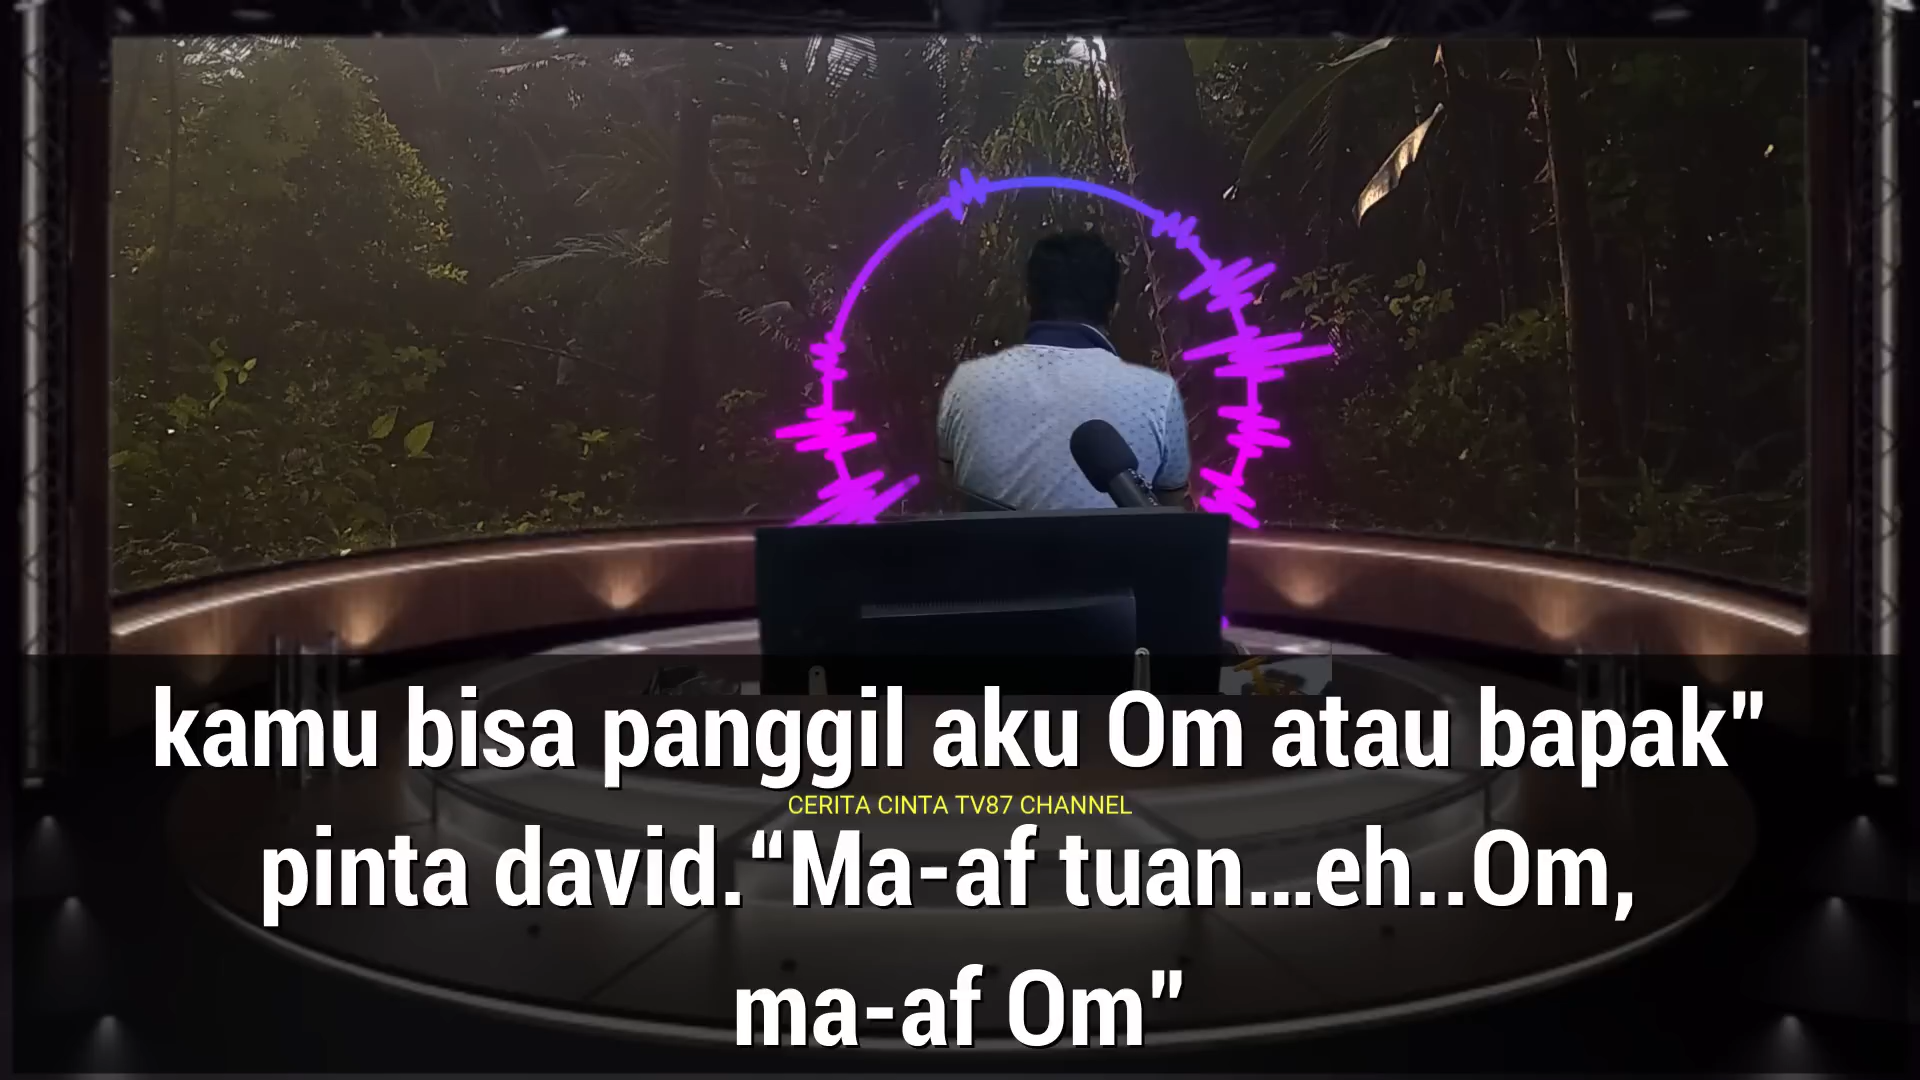 kamu bisa panggil aku Om atau bapak”
CERITA CINTA TV87 CHANNEL
pinta david. “Ma-af tuan...eh..Om,
ma-af Om”